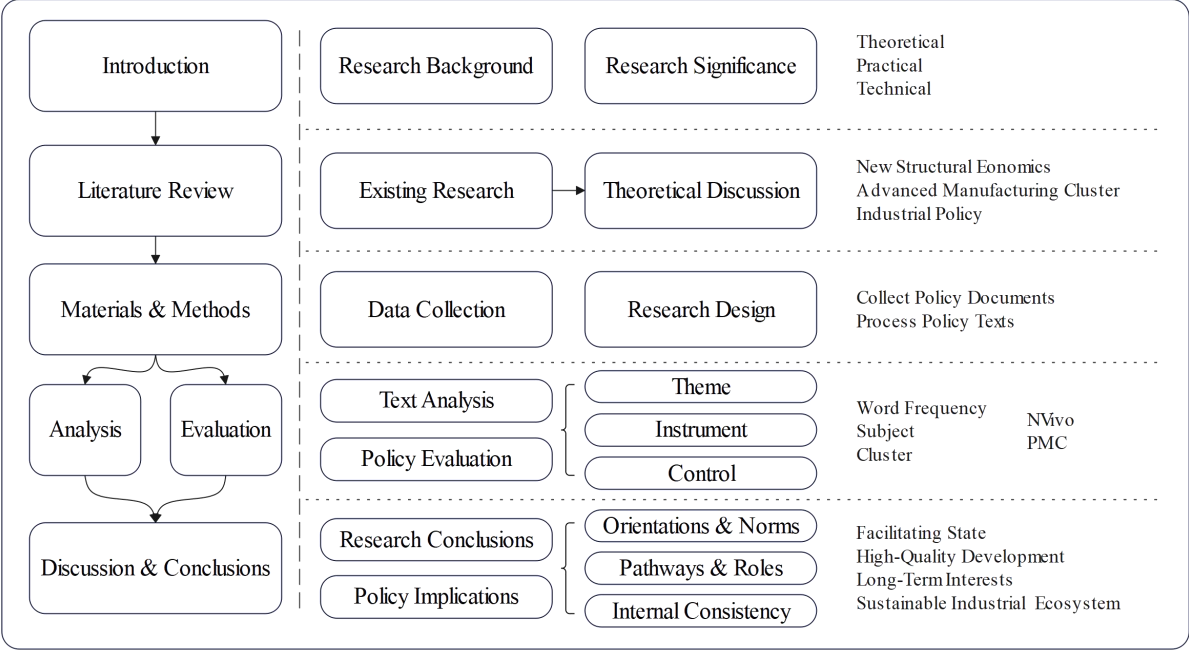 Introduction
Research Background
Research Significance
Theoretical
Practical
Technical
Literature Review
Existing Research
Theoretical Discussion
New Structural Eonomics
Advanced Manufacturing Cluster
Industrial Policy
Materials & Methods
Data Collection
Research Design
Collect Policy Documents
Process Policy Texts
Analysis
Evaluation
Text Analysis
Policy Evaluation
Theme
Instrument
Control
Word Frequency
Subject
Cluster
NVivo
PMC
Discussion & Conclusions
Research Conclusions
Policy Implications
Orientations & Norms
Pathways & Roles
Internal Consistency
Facilitating State
High-Quality Development
Long-Term Interests
Sustainable Industrial Ecosystem